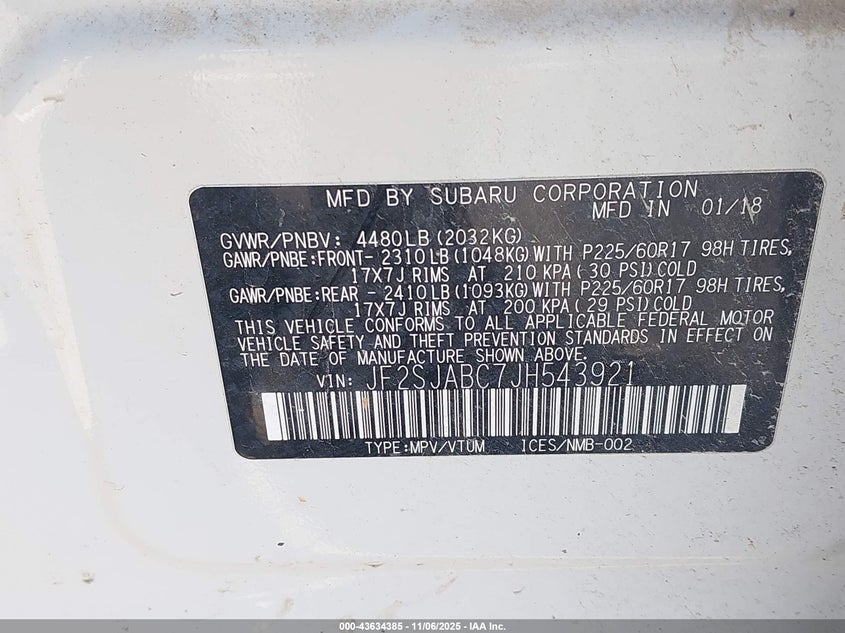 MFD BY SUBARU CORPORATION
MFD IN 01/18
GVWR/PNBV: 4480LB (2032KG)
GAWR/PNBE:FRONT- 2310 LB (1048KG) WITH P225/60R17 98H TIRES,
17X7J RIMS AT 210 KPA ( 30 PSI) COLD
GAWR/PNBE:REAR - 2410 LB (1093KG) WITH P225/60R17 98H TIRES,
17X7J RIMS AT 200 KPA ( 29 PSI) COLD
THIS VEHICLE CONFORMS TO ALL APPLICABLE FEDERAL MOTOR
VEHICLE SAFETY AND THEFT PREVENTION STANDARDS IN EFFECT ON
THE DATE OF MANUFACTURE SHOWN ABOVE.
VIN: JF2SJABC7JH543921
TYPE:MPV/VTUM ICES/NMB-002
000-43634385 - 11/06/2025 - IAA Inc.